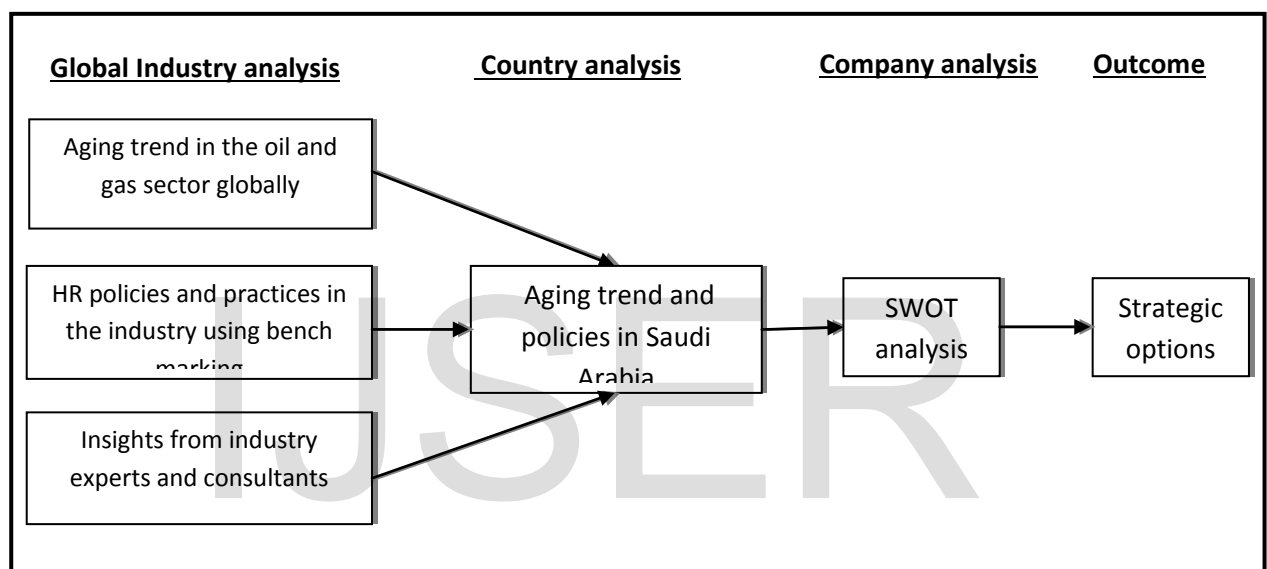 Global Industry analysis
Country analysis
Company analysis
Outcome
Aging trend in the oil and
gas sector globally
HR policies and practices in
the industry using bench
marking
Insights from industry
experts and consultants
Aging trend and
policies in Saudi
Arabia
SWOT
analysis
Strategic
options
IJSER